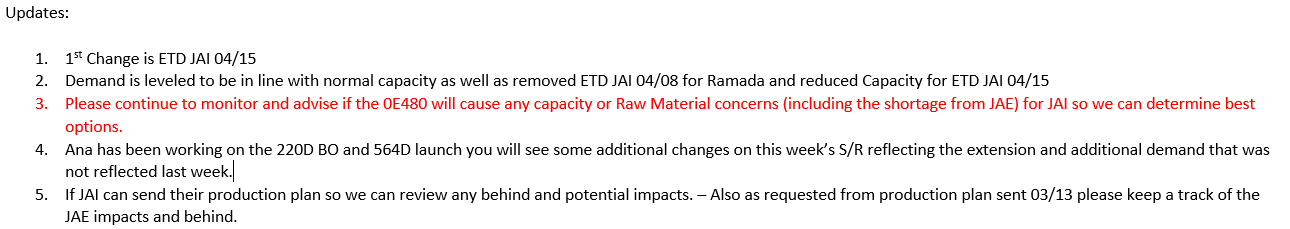 Updates:
1. 1st Change is ETD JAI 04/15
2. Demand is leveled to be in line with normal capacity as well as removed ETD JAI 04/08 for Ramada and reduced Capacity for ETD JAI 04/15
3. Please continue to monitor and advise if the 0E480 will cause any capacity or Raw Material concerns (including the shortage from JAE) for JAI so we can determine best
options.
4. Ana has been working on the 220D BO and 564D launch you will see some additional changes on this week's S/R reflecting the extension and additional demand that was
not reflected last week.
5. If JAI can send their production plan so we can review any behind and potential impacts. – Also as requested from production plan sent 03/13 please keep a track of the
JAE impacts and behind.